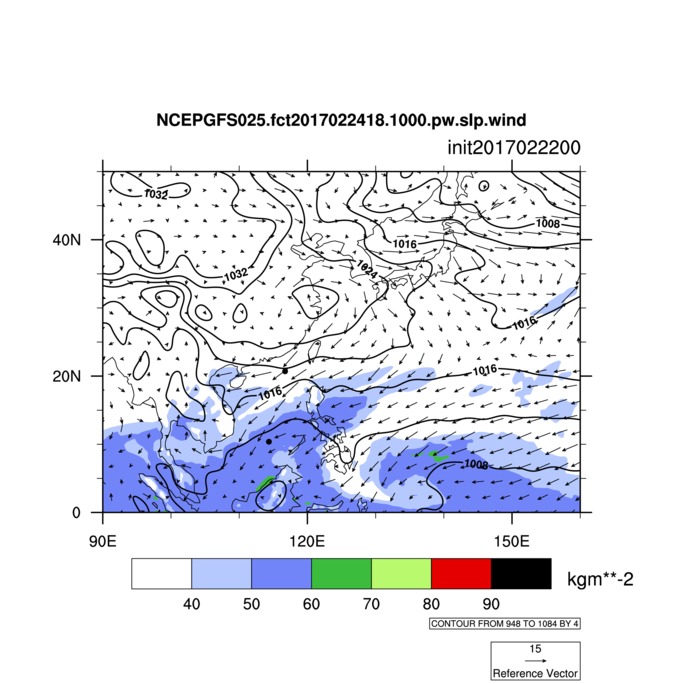 NCEPGFS025.fct2017022418.1000.pw.slp.wind
init2017022200
1032
1008
40N
1016
1024
1032
1016
20N
1016
1016
1008
0
90E 120E 150E
kgm**-2
40 50 60 70 80 90
CONTOUR FROM 948 TO 1084 BY 4
15
Reference Vector